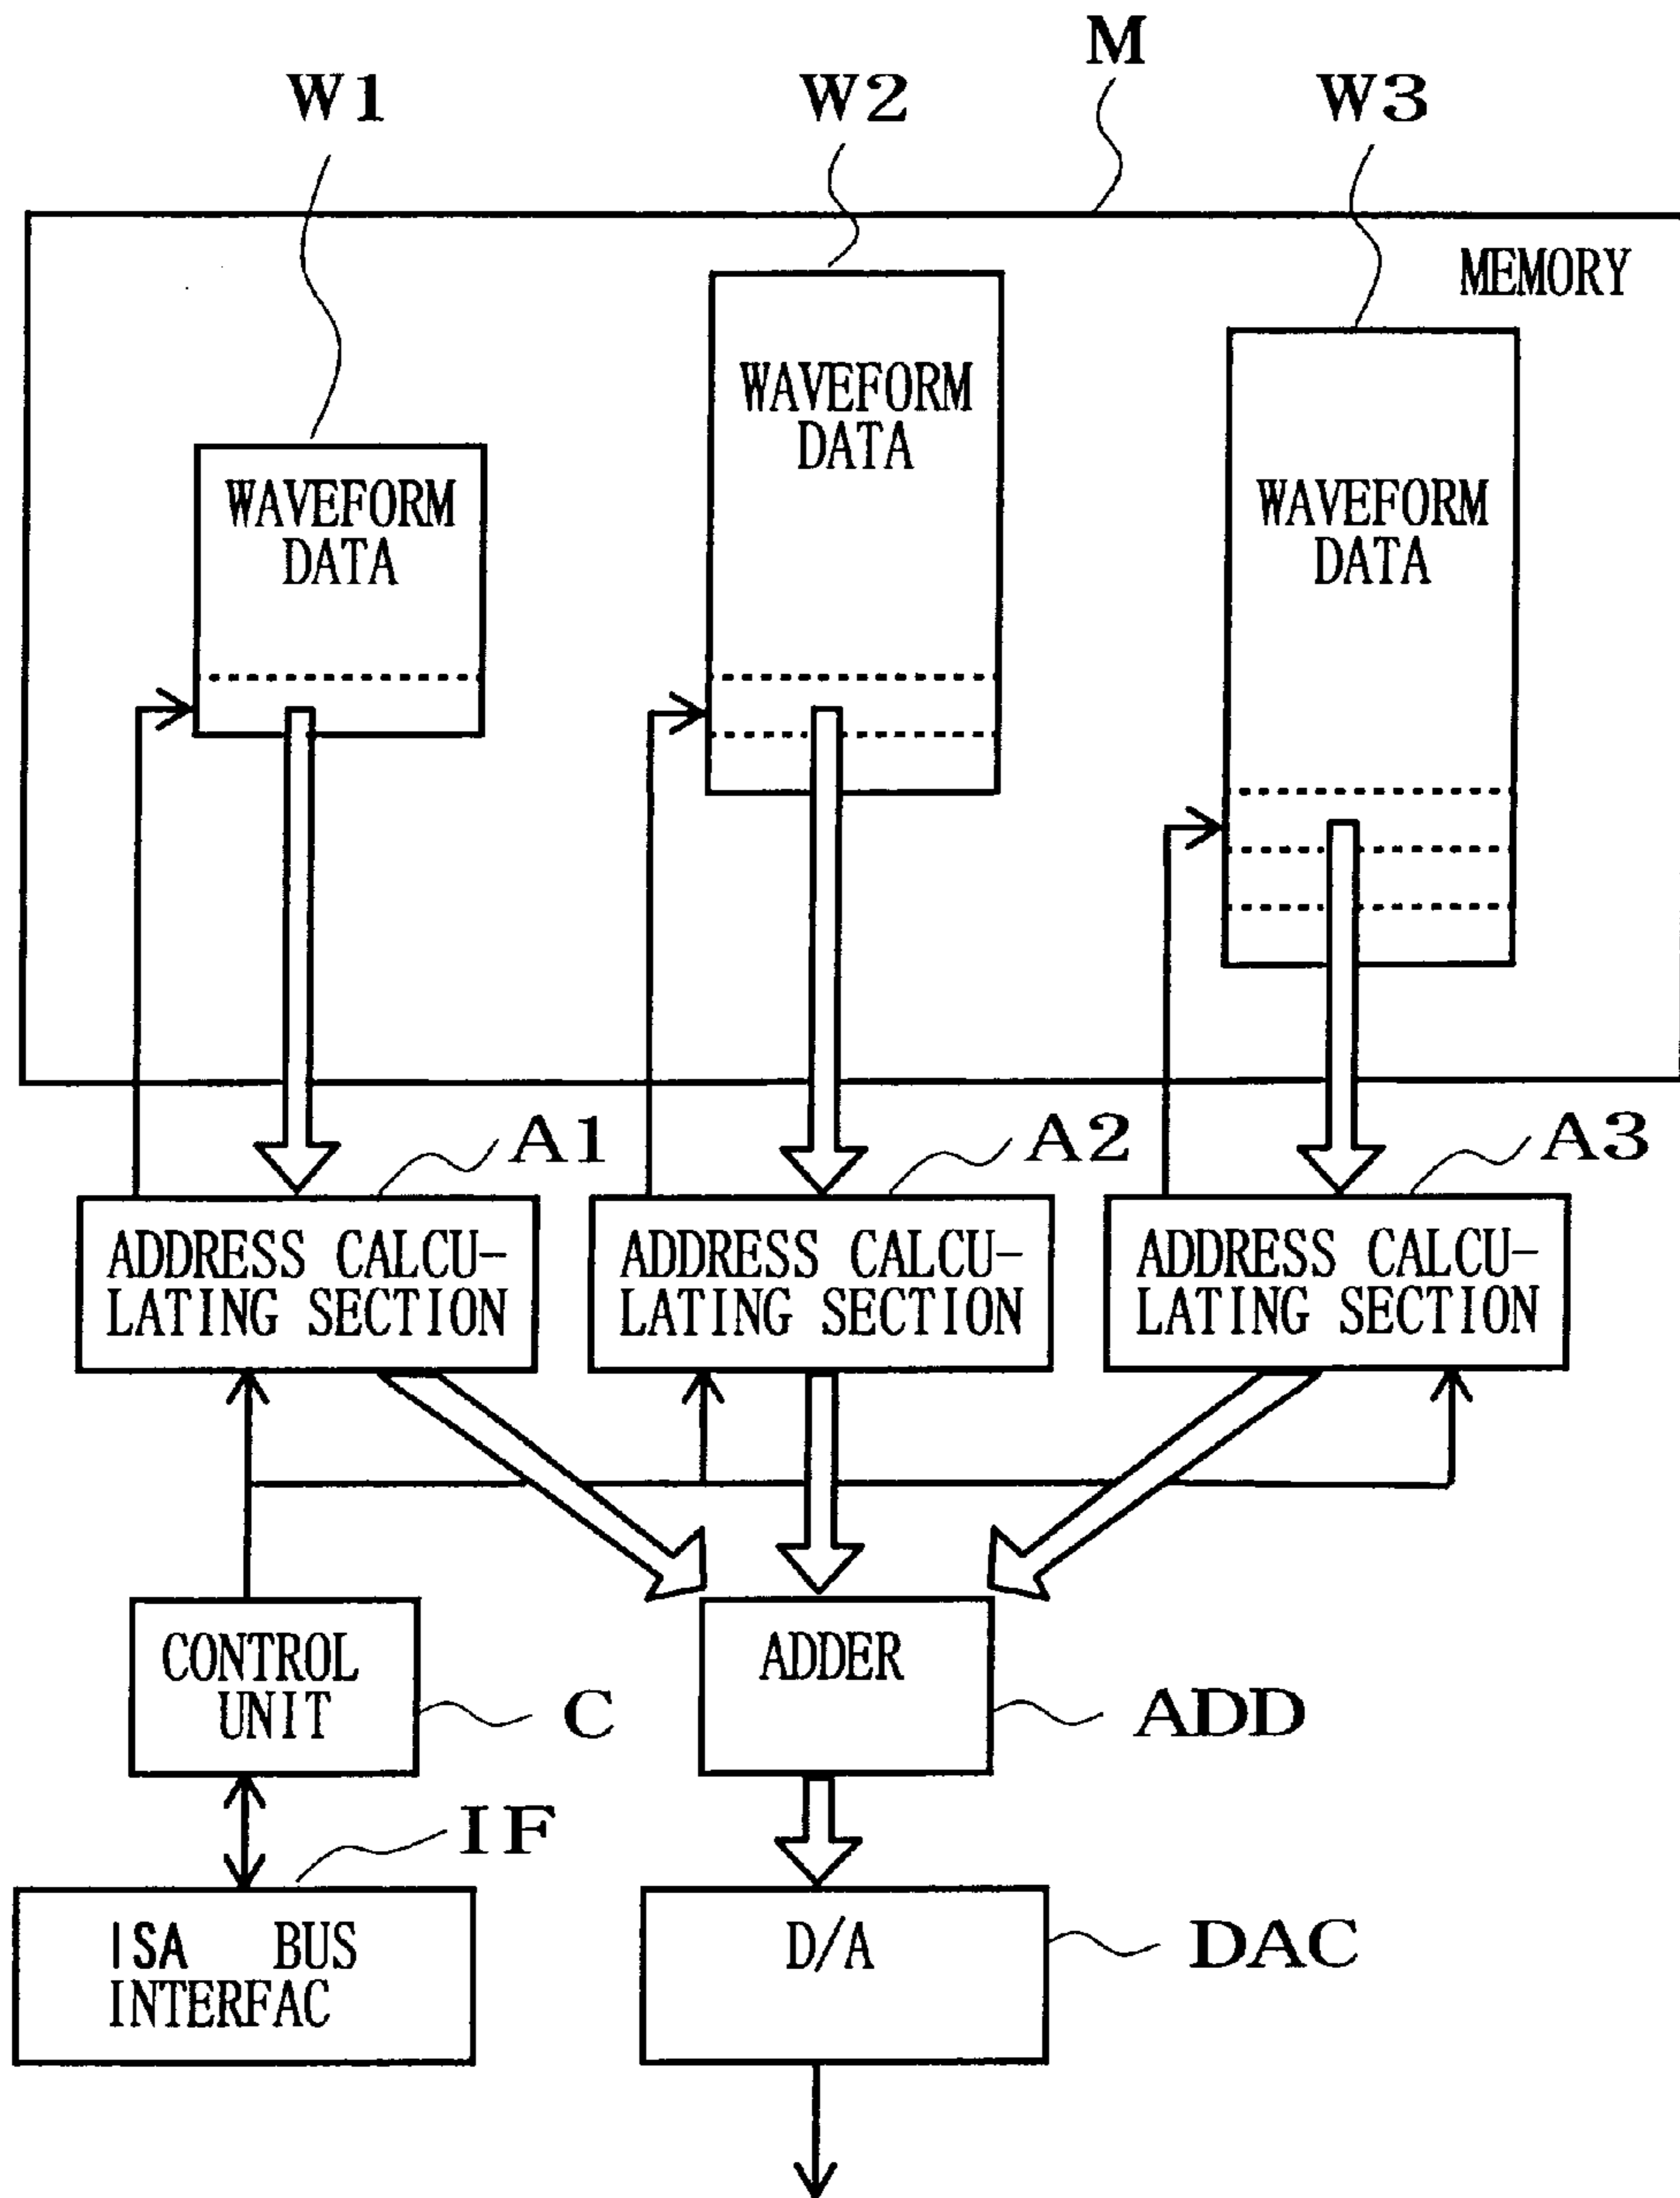 M
W1
W2
W3
MEMORY
WAVEFORM
DATA
WAVEFORM
DATA
WAVEFORM
DATA
A1
A2
A3
ADDRESS CALCU-
LATING SECTION
ADDRESS CALCU-
LATING SECTION
ADDRESS CALCU-
LATING SECTION
CONTROL
UNIT
C
ADDER
ADD
IF
ISA BUS
INTERFAC
D/A
DAC